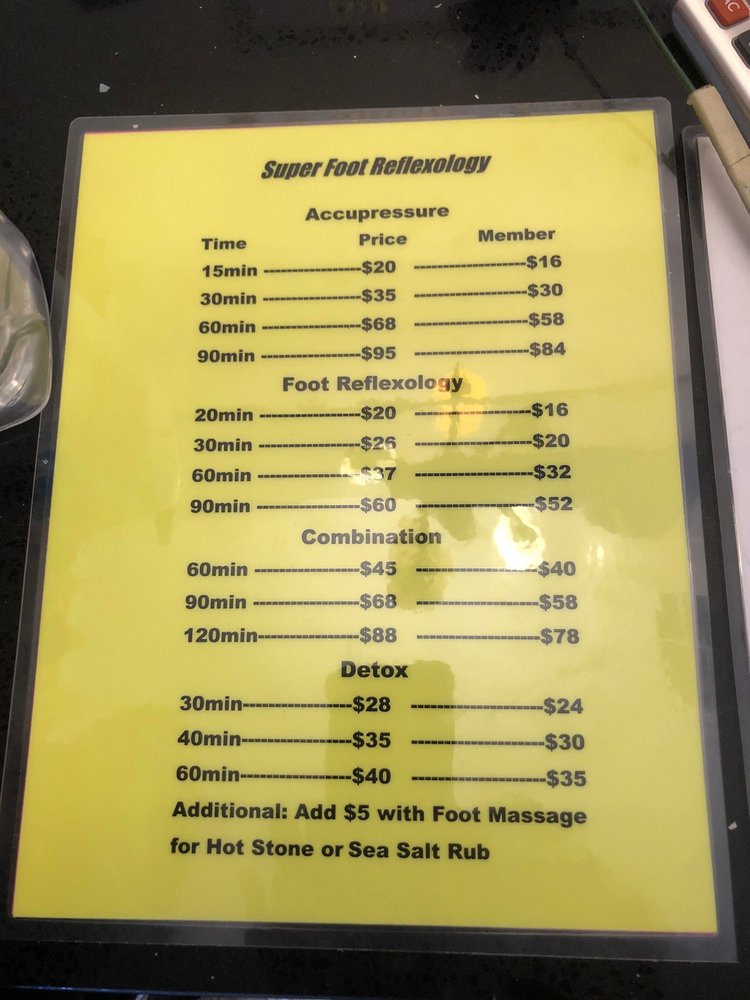 Super Foot Reflexology
Accupressure
Time Price Member
15min -----------------$20 --------------------$16
30min -----------------$35 --------------------$30
60min -----------------$68 --------------------$58
90min -----------------$95 --------------------$84
Foot Reflexology
20min -----------------$20 --------------------$16
30min -----------------$26 --------------------$20
60min -----------------$37 --------------------$32
90min -----------------$60 --------------------$52
Combination
60min -----------------$45 --------------------$40
90min -----------------$68 --------------------$58
120min-----------------$88 --------------------$78
Detox
30min-----------------$28 --------------------$24
40min-----------------$35 --------------------$30
60min-----------------$40 --------------------$35
Additional: Add $5 with Foot Massage
for Hot Stone or Sea Salt Rub